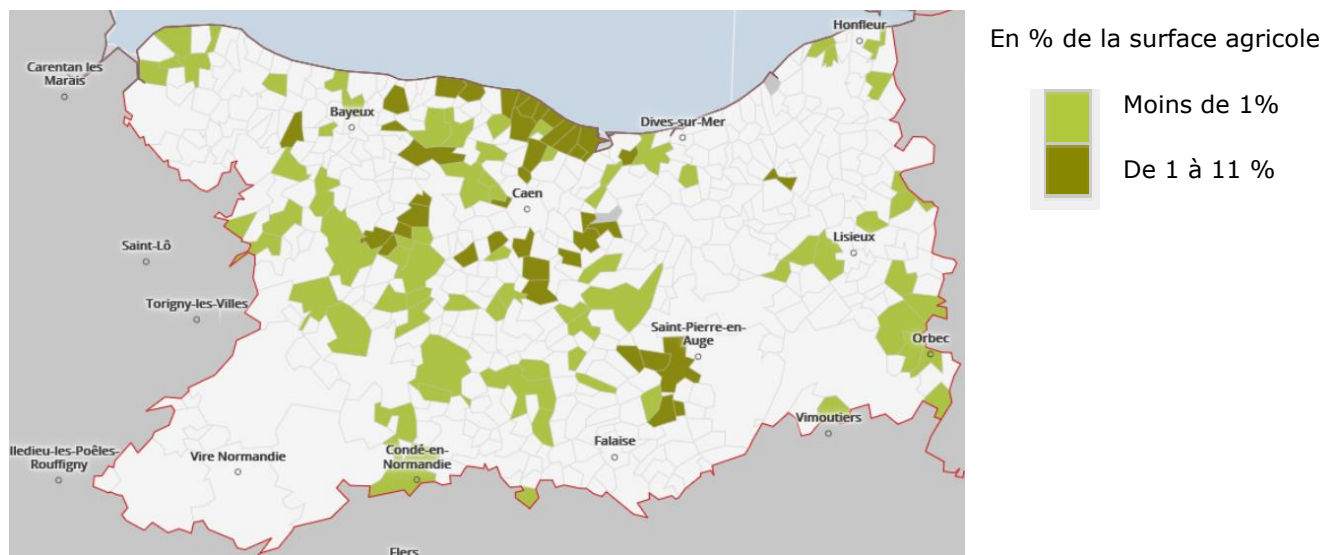 Honfleur
En % de la surface agricole
Carentan les
Marais
Moins de 1%
Bayeux
Dives-sur-Mer
De 1 à 11 %
Caen
Saint-Lô
Lisieux
Torigny-les-Villes
Saint-Pierre-en-
Auge
Orbec
Vimoutiers
lledieu-les-Poêles-
Rouffigny
Vire Normandie
Condé-en-
Normandie
Falaise
Flers